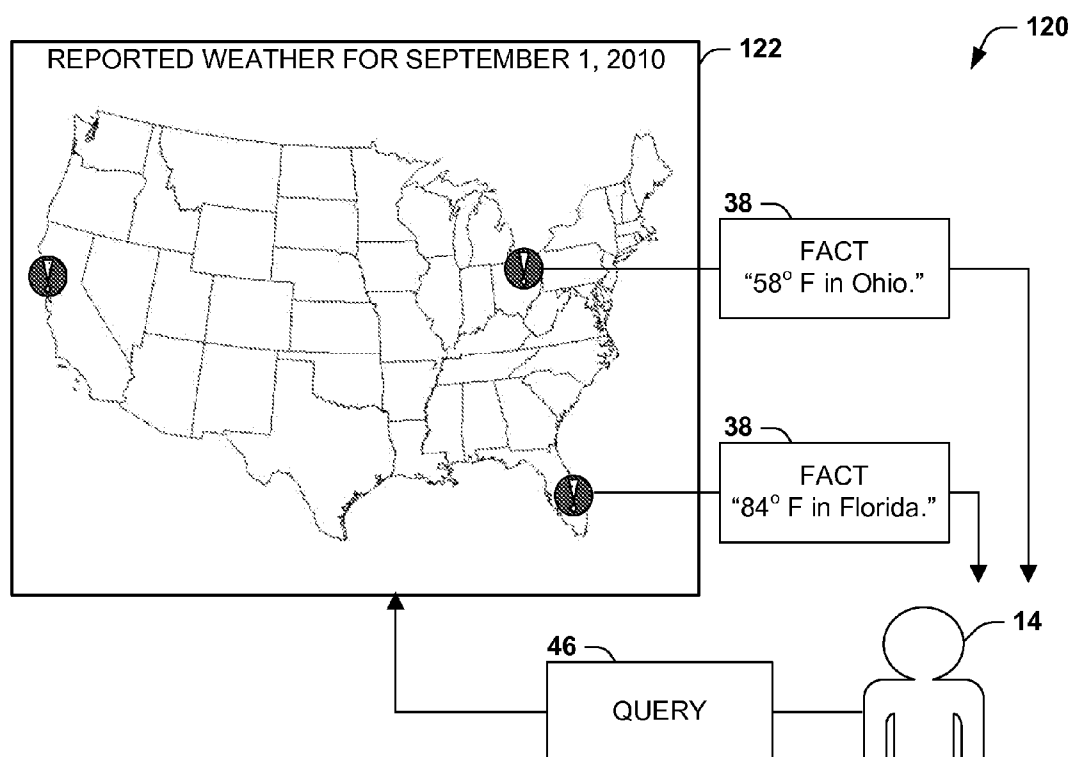 120
REPORTED WEATHER FOR SEPTEMBER 1, 2010
122
38
FACT
“58° F in Ohio.”
38
FACT
“84° F in Florida.”
14
46
QUERY